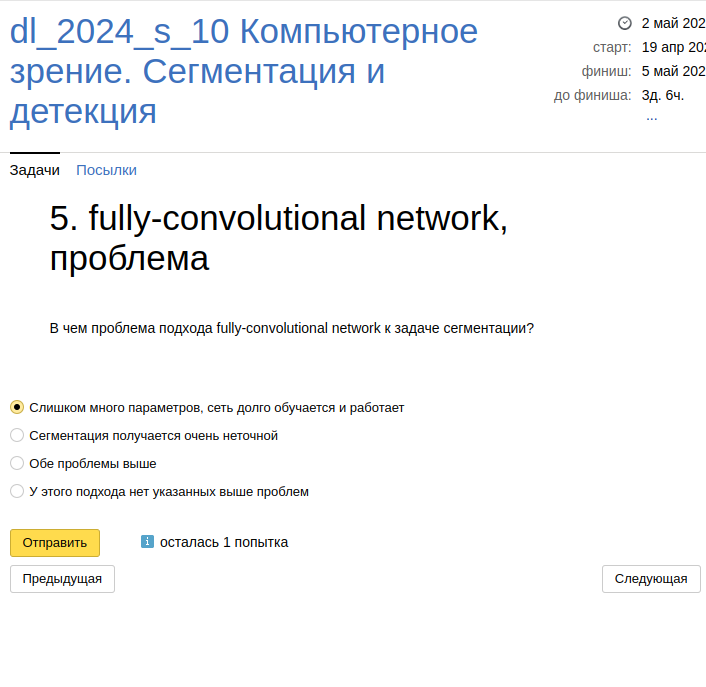 dl_2024_s_10 Компьютерное
зрение. Сегментация и
детекция
2 май 202
старт: 19 апр 202
финиш: 5 май 202
до финиша: 3д. 6ч.
...
Задачи Посылки
5. fully-convolutional network,
проблема
В чем проблема подхода fully-convolutional network к задаче сегментации?
Слишком много параметров, сеть долго обучается и работает
Сегментация получается очень неточной
Обе проблемы выше
У этого подхода нет указанных выше проблем
Отправить осталась 1 попытка
Предыдущая Следующая